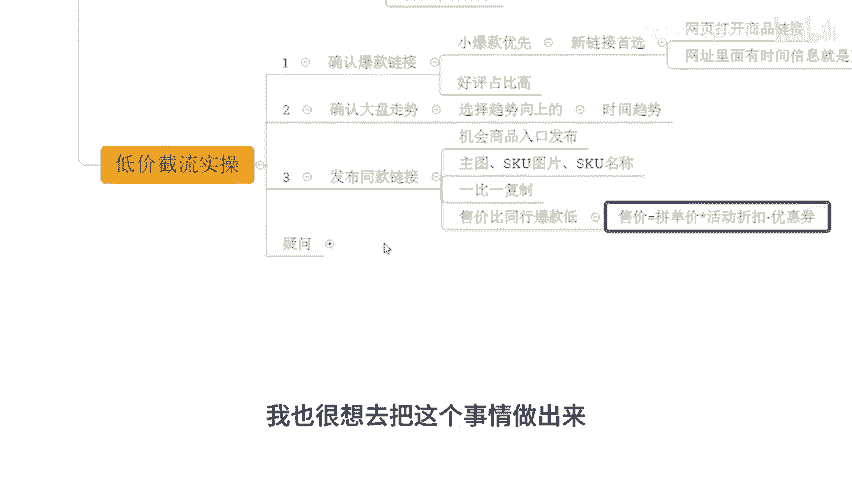 网页打开商品链接
小爆款优先
新链接首选
网址里面有时间信息就是
1
确认爆款链接
好评占比高
2
确认大盘走势
选择趋势向上的
时间趋势
机会商品入口发布
低价截流实操
主图、SKU图片、SKU名称
3
发布同款链接
一比一复制
售价比同行爆款低
售价=拼单价*活动折扣-优惠券
疑问
我也很想去把这个事情做出来